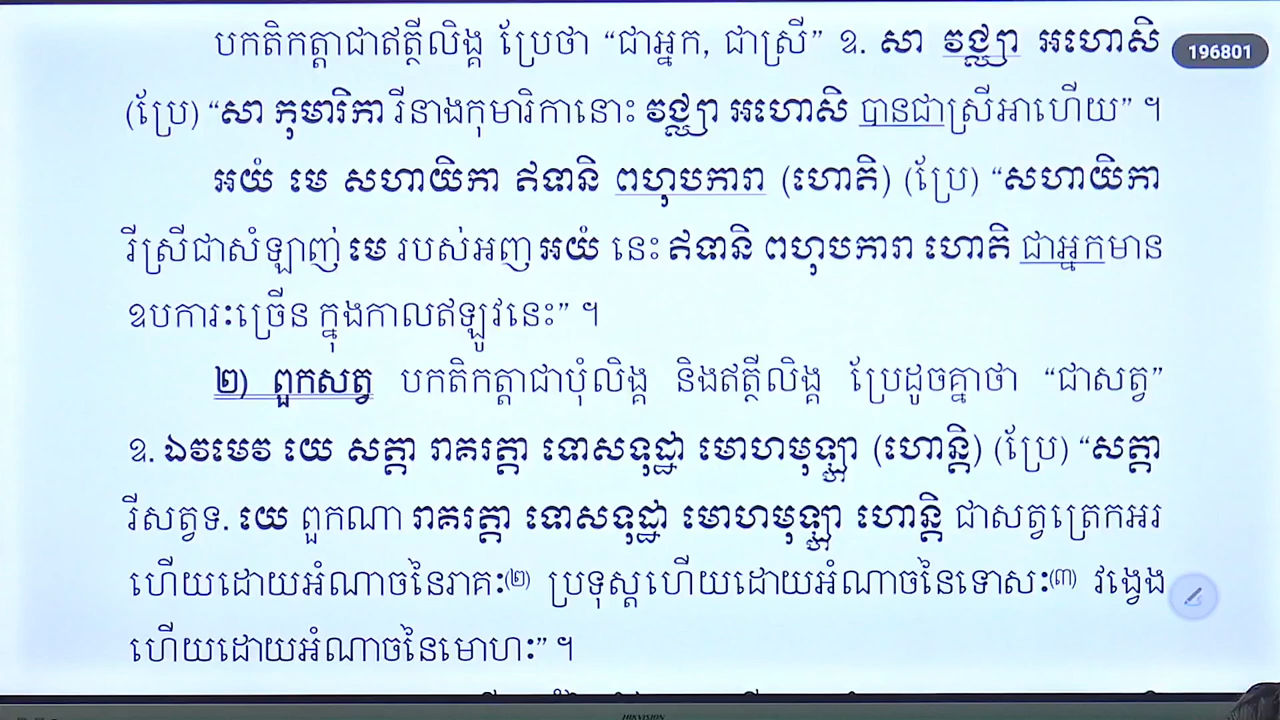 បកតិកត្តាជាឥត្ថីលិង្គ ប្រែថា “ជាអ្នក, ជាស្រី” ឧ. សា វជ្ឈា អហោសិ
196801
(ប្រែ) “សា កុមារិកា រីនាងកុមារិកានោះ វជ្ឈា អហោសិ បានជាស្រីអាហើយ” ។
អយំ មេ សហាយិកា ឥទានិ ពហុបការា (ហោតិ) (ប្រែ) “សហាយិកា
រីស្រីជាសំឡាញ់ មេ របស់អញ អយំ នេះ ឥទានិ ពហុបការា ហោតិ ជាអ្នកមាន
ឧបការៈច្រើន ក្នុងកាលឥឡូវនេះ” ។
២) ពួកសត្វ បកតិកត្តាជាបុំលិង្គ និងឥត្ថីលិង្គ ប្រែដូចគ្នាថា “ជាសត្វ”
ឧ. ឯវមេវ យេ សត្តា រាគរត្តា ទោសទុដ្ឋា មោហមុឡ្ហា (ហោន្តិ) (ប្រែ) “សត្តា
រីសត្វទ. យេ ពួកណា រាគរត្តា ទោសទុដ្ឋា មោហមុឡ្ហា ហោន្តិ ជាសត្វត្រេកអរ
ហើយដោយអំណាចនៃរាគៈ(២) ប្រទុស្តហើយដោយអំណាចនៃទោសៈ(៣) វង្វេង
ហើយដោយអំណាចនៃមោហៈ” ។
HIKVISION